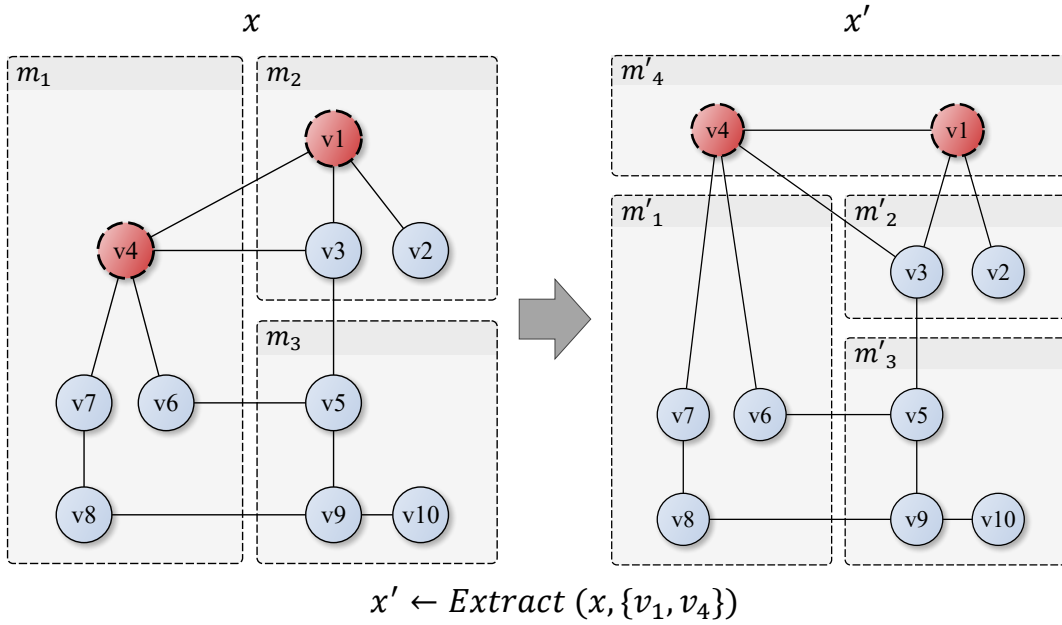 x
x′
m₁
m₂
m′₄
v1
v4
v1
m′₁
m′₂
v4
v3
v2
v3
v2
m₃
m′₃
v7
v6
v5
v7
v6
v5
v8
v9
v10
v8
v9
v10
x′ ← Extract (x, {v₁, v₄})